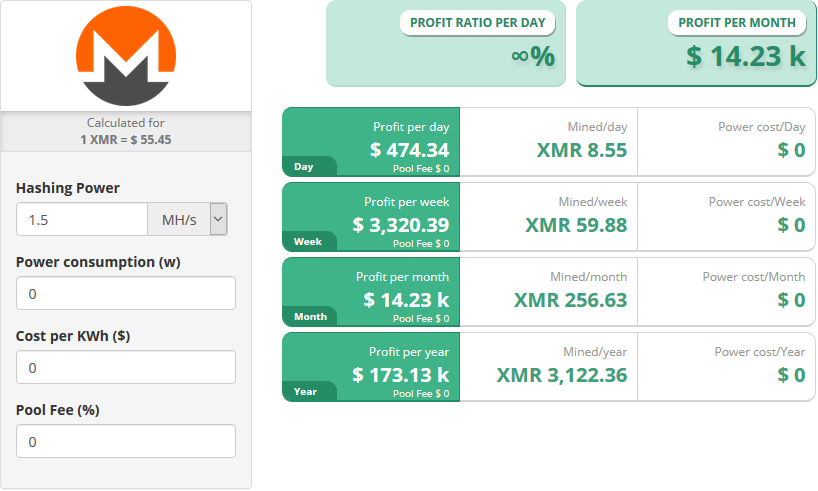 Calculated for
1 XMR = $ 55.45
Hashing Power
1.5 MH/s
Power consumption (w)
0
Cost per KWh ($)
0
Pool Fee (%)
0
PROFIT RATIO PER DAY
∞%
PROFIT PER MONTH
$ 14.23 k
Profit per day
$ 474.34
Pool Fee $ 0
Day
Mined/day
XMR 8.55
Power cost/Day
$ 0
Profit per week
$ 3,320.39
Pool Fee $ 0
Week
Mined/week
XMR 59.88
Power cost/Week
$ 0
Profit per month
$ 14.23 k
Pool Fee $ 0
Month
Mined/month
XMR 256.63
Power cost/Month
$ 0
Profit per year
$ 173.13 k
Pool Fee $ 0
Year
Mined/year
XMR 3,122.36
Power cost/Year
$ 0